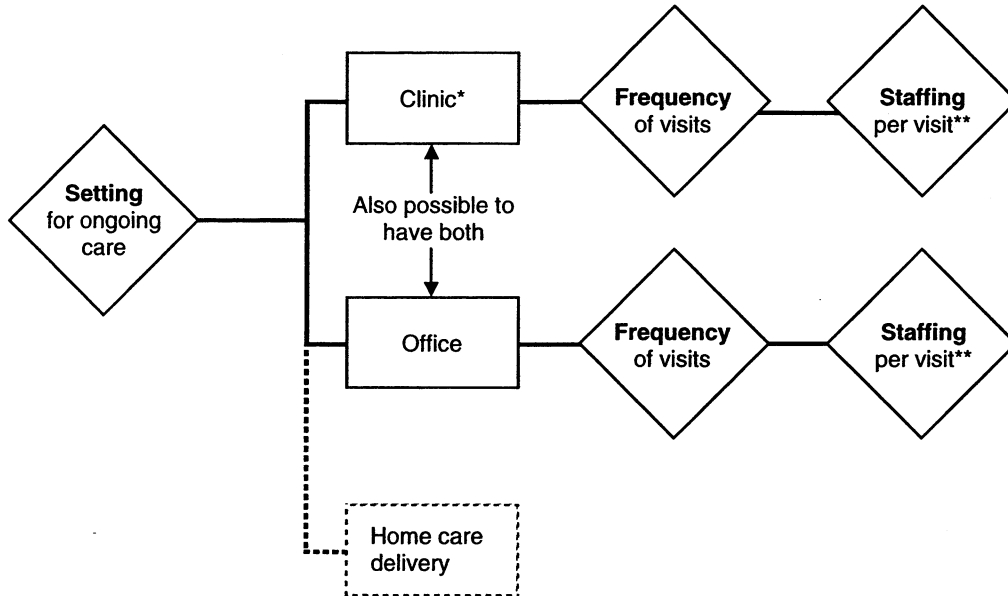 Setting
for ongoing
care
Clinic*
Also possible to
have both
Office
Home care
delivery
Frequency
of visits
Staffing
per visit**
Frequency
of visits
Staffing
per visit**